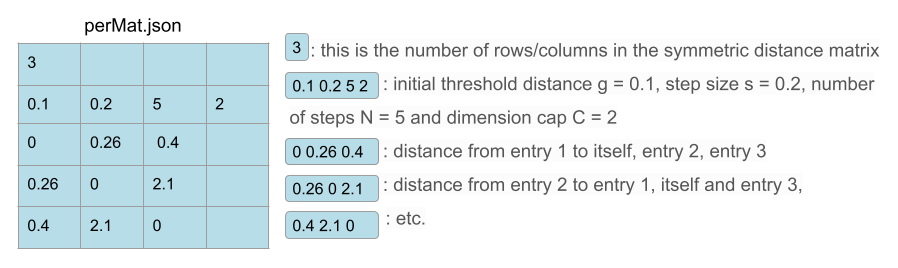 perMat.json
3
0.1 0.2 5 2
0 0.26 0.4
0.26 0 2.1
0.4 2.1 0
3 : this is the number of rows/columns in the symmetric distance matrix
0.1 0.2 5 2 : initial threshold distance g = 0.1, step size s = 0.2, number
of steps N = 5 and dimension cap C = 2
0 0.26 0.4 : distance from entry 1 to itself, entry 2, entry 3
0.26 0 2.1 : distance from entry 2 to entry 1, itself and entry 3,
0.4 2.1 0 : etc.